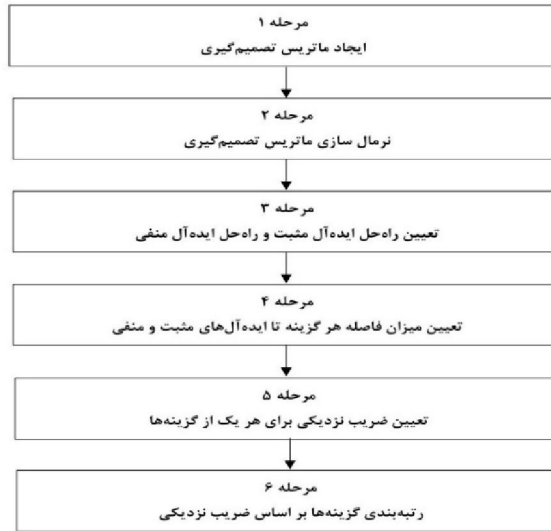 مرحله ۱
ایجاد ماتریس تصمیم‌گیری
مرحله ۲
نرمال سازی ماتریس تصمیم‌گیری
مرحله ۳
تعیین راه‌حل ایده‌آل مثبت و راه‌حل ایده‌آل منفی
مرحله ۴
تعیین میزان فاصله هر گزینه تا ایده‌آل‌های مثبت و منفی
مرحله ۵
تعیین ضریب نزدیکی برای هر یک از گزینه‌ها
مرحله ۶
رتبه‌بندی گزینه‌ها بر اساس ضریب نزدیکی